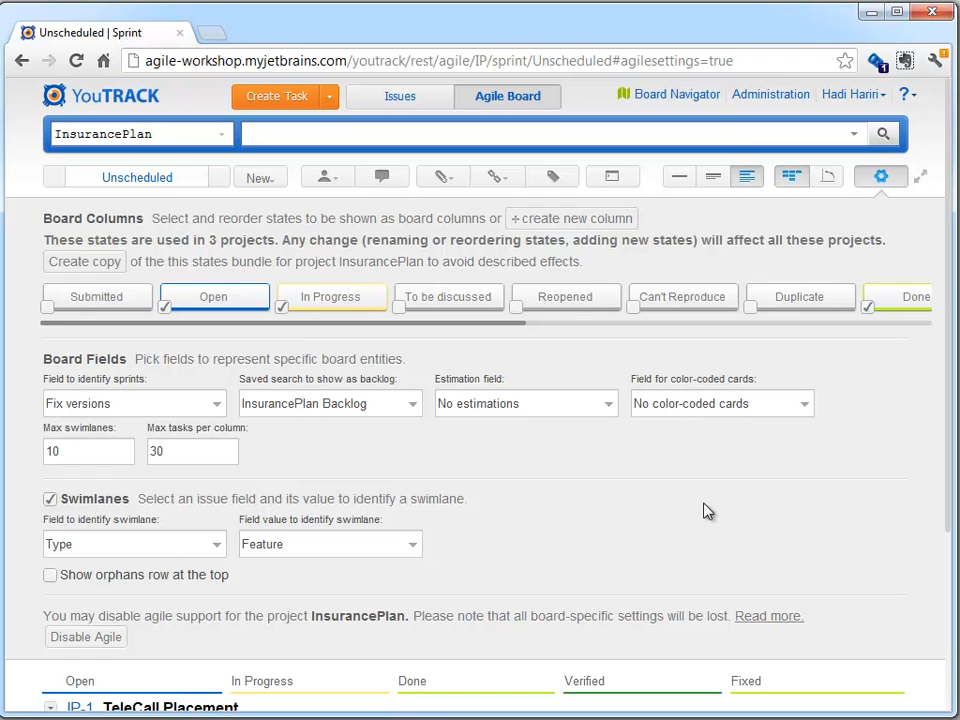 Unscheduled | Sprint
agile-workshop.myjetbrains.com/youtrack/rest/agile/IP/sprint/Unscheduled#agilesettings=true
1
YouTRACK
Create Task
Issues
Agile Board
Board Navigator
Administration
Hadi Hariri
?
InsurancePlan
Unscheduled
New
Board Columns Select and reorder states to be shown as board columns or + create new column
These states are used in 3 projects. Any change (renaming or reordering states, adding new states) will affect all these projects.
Create copy of the this states bundle for project InsurancePlan to avoid described effects.
Submitted
Open
In Progress
To be discussed
Reopened
Can't Reproduce
Duplicate
Done
Board Fields Pick fields to represent specific board entities.
Field to identify sprints:
Saved search to show as backlog:
Estimation field:
Field for color-coded cards:
Fix versions
InsurancePlan Backlog
No estimations
No color-coded cards
Max swimlanes:
Max tasks per column:
10
30
Swimlanes Select an issue field and its value to identify a swimlane.
Field to identify swimlane:
Field value to identify swimlane:
Type
Feature
Show orphans row at the top
You may disable agile support for the project InsurancePlan. Please note that all board-specific settings will be lost. Read more.
Disable Agile
Open
In Progress
Done
Verified
Fixed
IP-1 TeleCall Placement